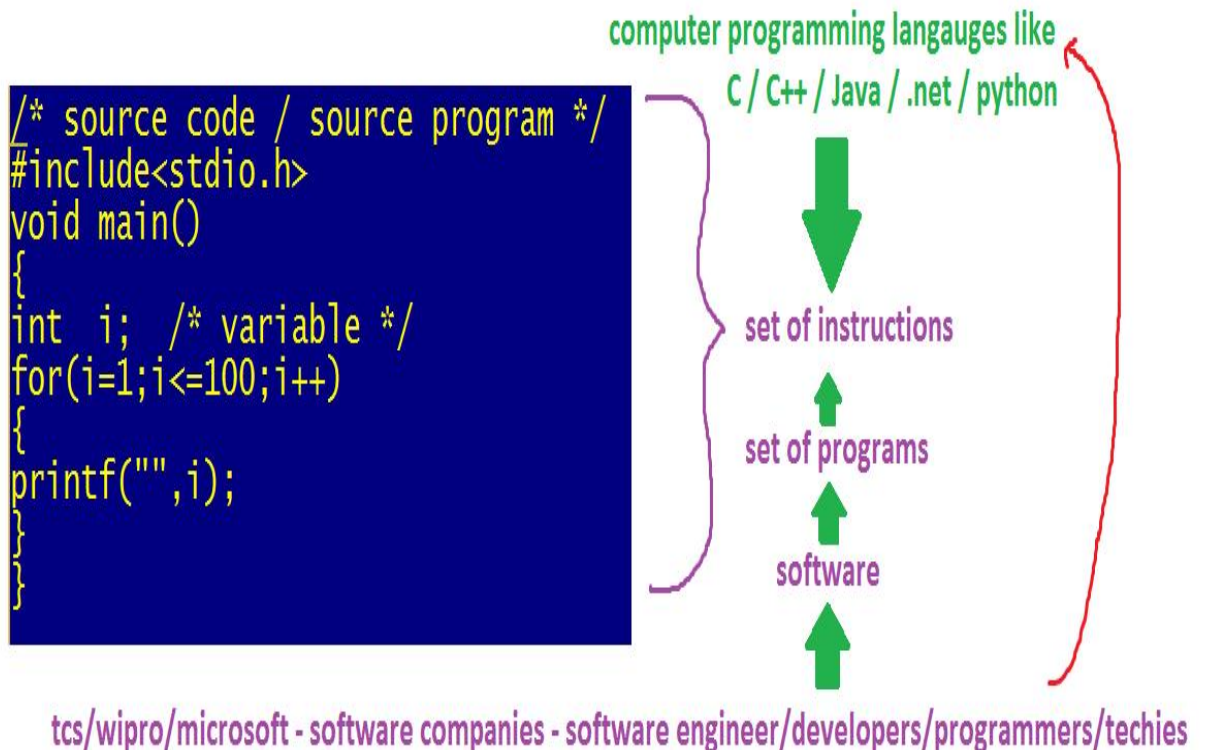 /* source code / source program */
#include<stdio.h>
void main()
{
int  i;  /* variable */
for(i=1;i<=100;i++)
{
printf("",i);
}
}
computer programming langauges like
C / C++ / Java / .net / python
set of instructions
set of programs
software
tcs/wipro/microsoft - software companies - software engineer/developers/programmers/techies